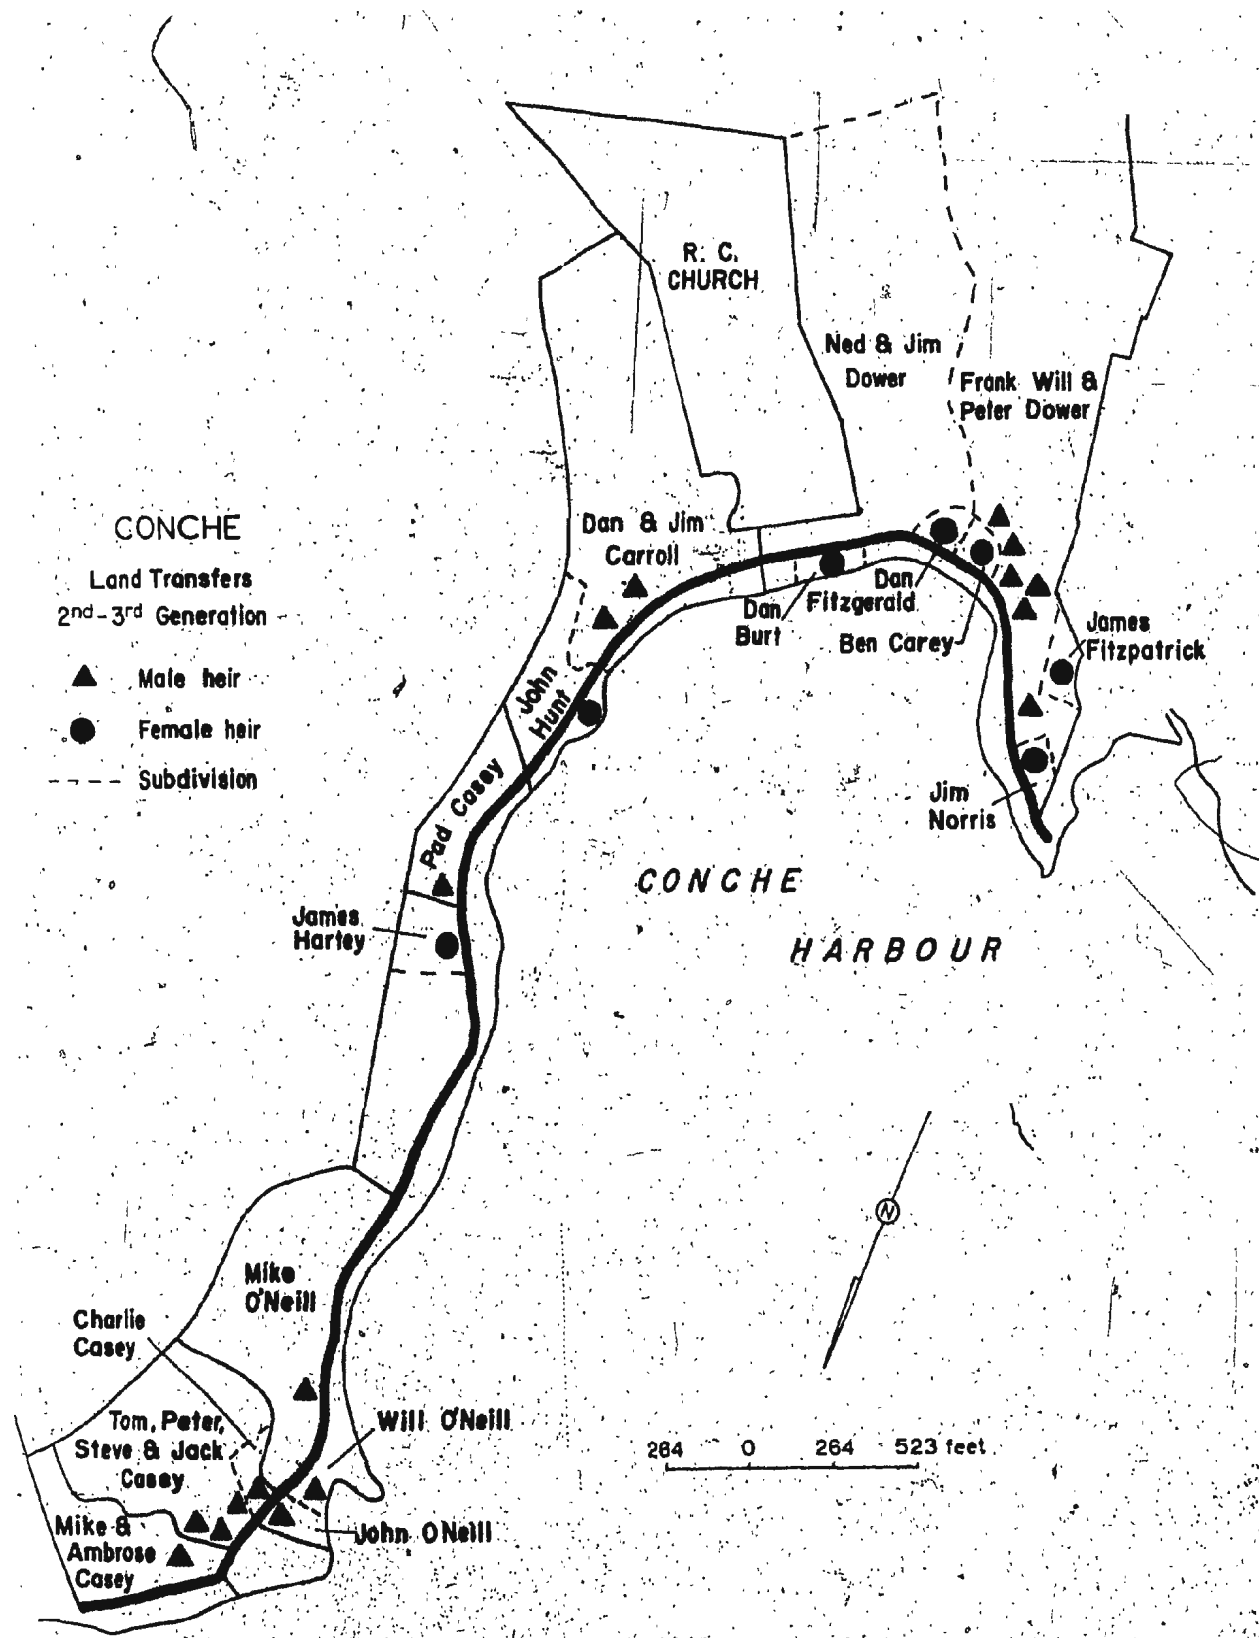 R. C.
CHURCH
Ned & Jim
Dower
Frank Will &
Peter Dower
CONCHE
Land Transfers
2nd-3rd Generation
Male heir
Female heir
Subdivision
Dan & Jim
Carroll
Dan
Fitzgerald
Dan
Burt
Ben Carey
James
Fitzpatrick
John
Hunt
Pad Casey
Jim
Norris
CONCHE
HARBOUR
James
Hartey
N
Mike
O'Neill
Charlie
Casey
Tom, Peter,
Steve & Jack
Casey
Will O'Neill
264 0 264 523 feet
Mike &
Ambrose
Casey
John O'Neill